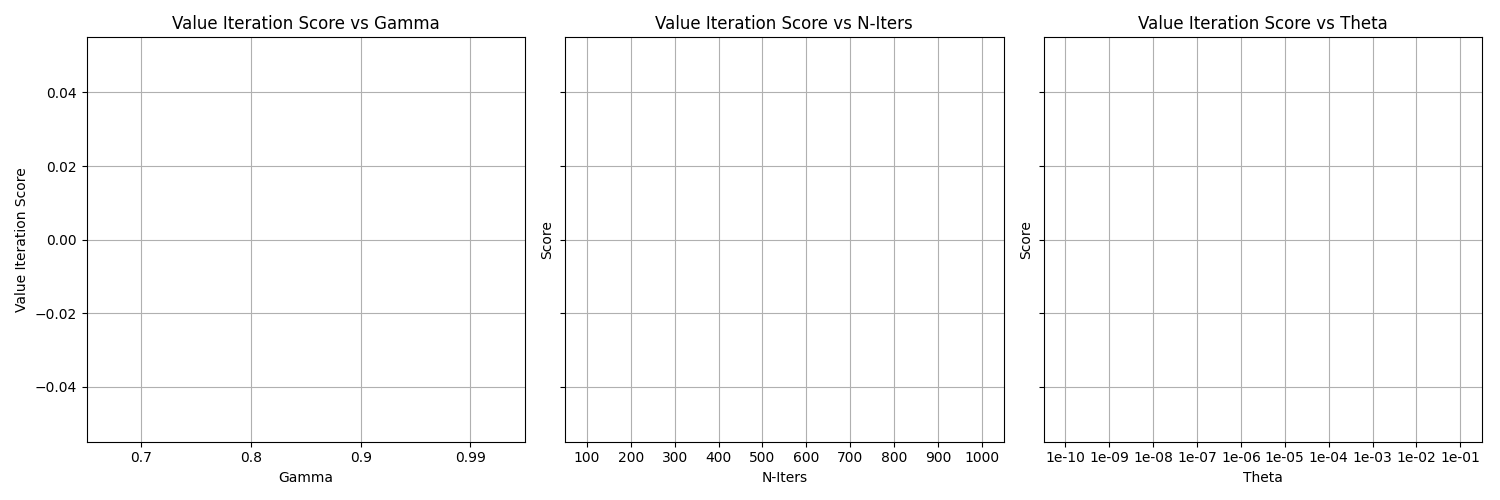 Value Iteration Score vs Gamma
Value Iteration Score
0.04
0.02
0.00
−0.02
−0.04
0.7 0.8 0.9 0.99
Gamma
Value Iteration Score vs N-Iters
Score
100 200 300 400 500 600 700 800 900 1000
N-Iters
Value Iteration Score vs Theta
Score
1e-10 1e-09 1e-08 1e-07 1e-06 1e-05 1e-04 1e-03 1e-02 1e-01
Theta